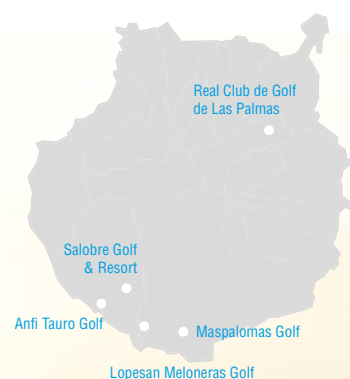 Real Club de Golf
de Las Palmas
Salobre Golf
& Resort
Anfi Tauro Golf
Maspalomas Golf
Lopesan Meloneras Golf